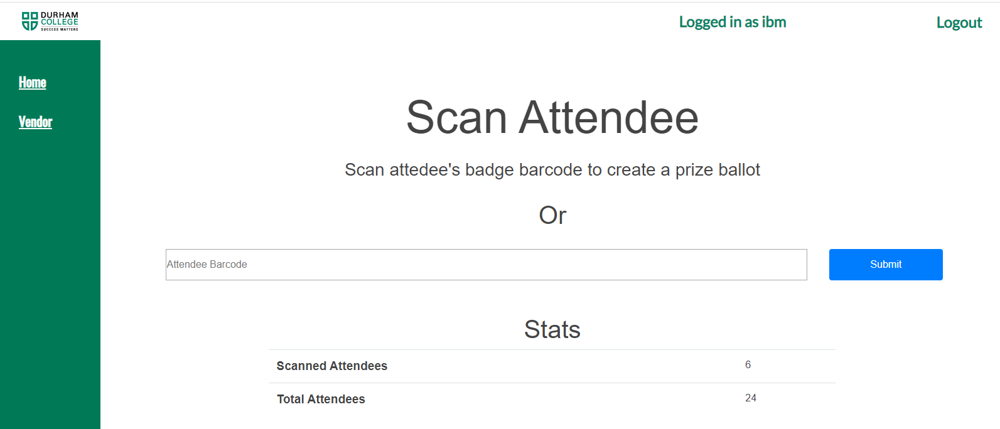 DURHAM
COLLEGE
SUCCESS MATTERS
Logged in as ibm
Logout
Home
Vendor
Scan Attendee
Scan attedee's badge barcode to create a prize ballot
Or
Attendee Barcode
Submit
Stats
Scanned Attendees 6
Total Attendees 24